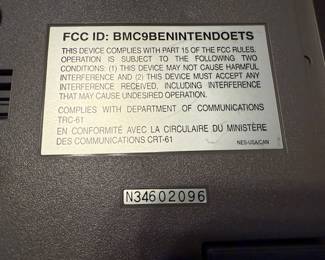 FCC ID: BMC9BENINTENDOETS
THIS DEVICE COMPLIES WITH PART 15 OF THE FCC RULES.
OPERATION IS SUBJECT TO THE FOLLOWING TWO
CONDITIONS: (1) THIS DEVICE MAY NOT CAUSE HARMFUL
INTERFERENCE AND (2) THIS DEVICE MUST ACCEPT ANY
INTERFERENCE RECEIVED, INCLUDING INTERFERENCE
THAT MAY CAUSE UNDESIRED OPERATION.
COMPLIES WITH DEPARTMENT OF COMMUNICATIONS
TRC-61
EN CONFORMITÉ AVEC LA CIRCULAIRE DU MINISTÈRE
DES COMMUNICATIONS CRT-61
NES-USA/CAN
N34602096